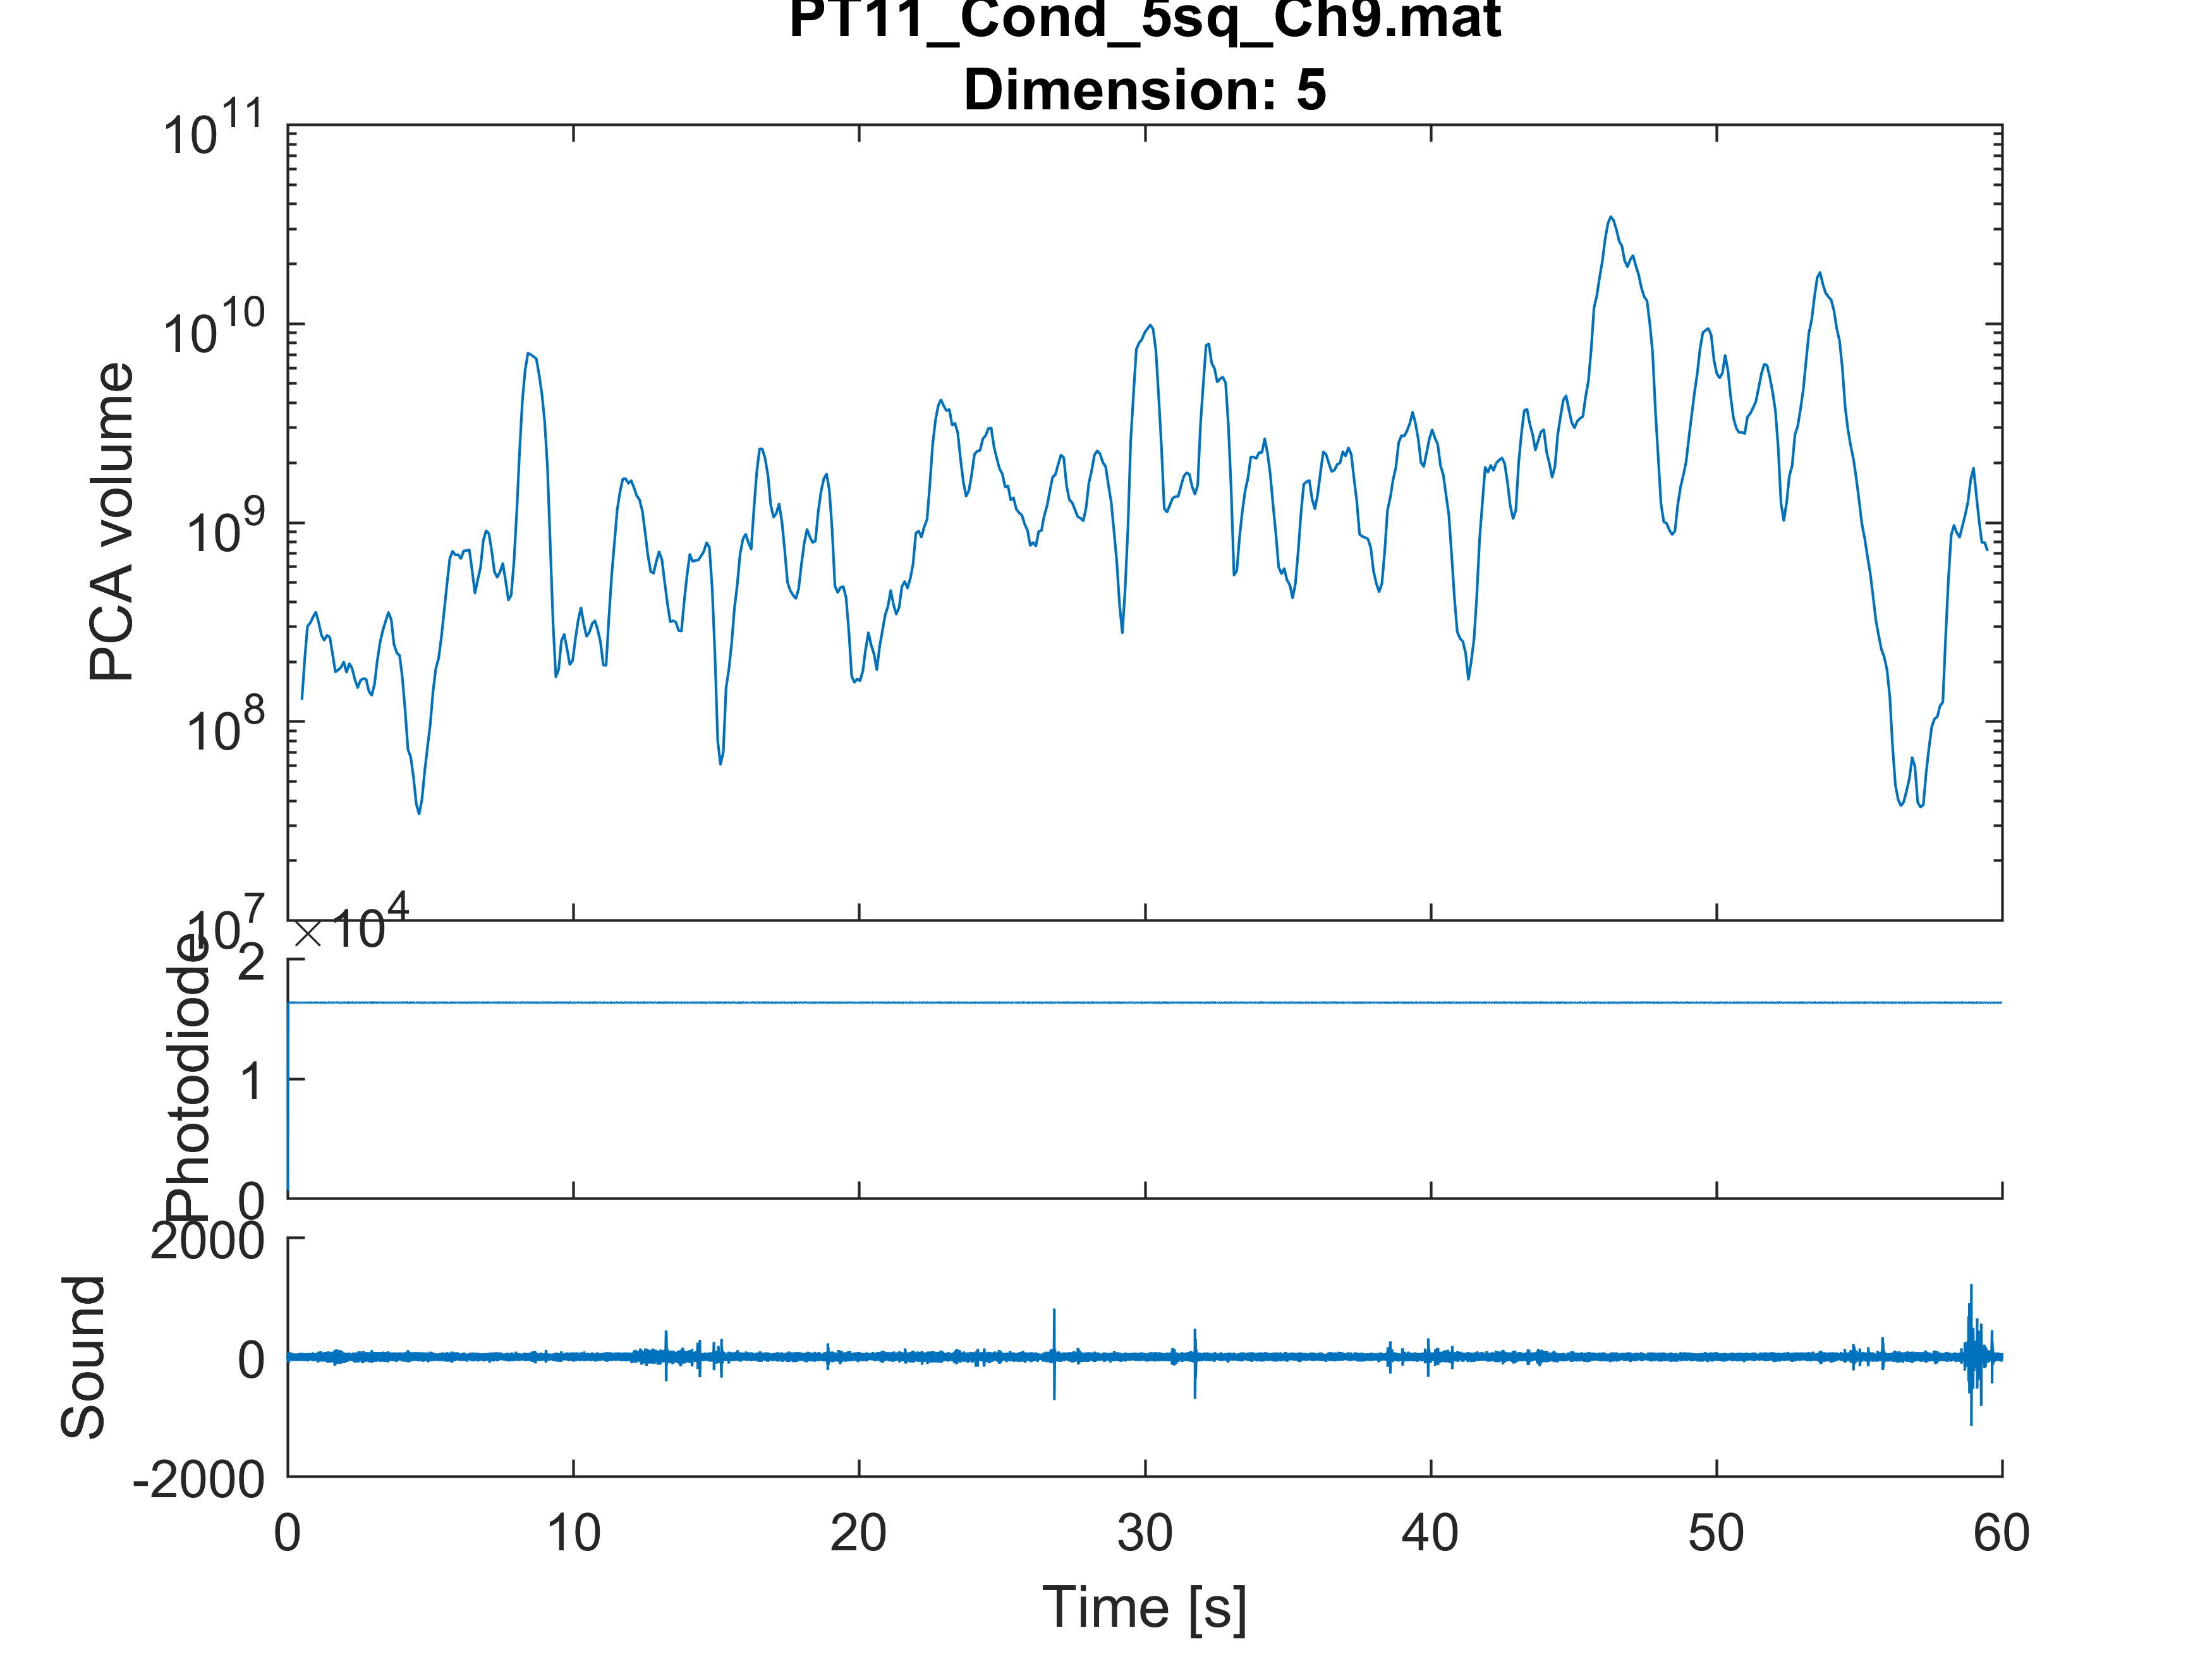 PT11_Cond_5sq_Ch9.mat
Dimension: 5
10^11
10^10
10^9
10^8
10^7
PCA volume
× 10^4
2
1
0
Photodiode
2000
0
-2000
Sound
0 10 20 30 40 50 60
Time [s]